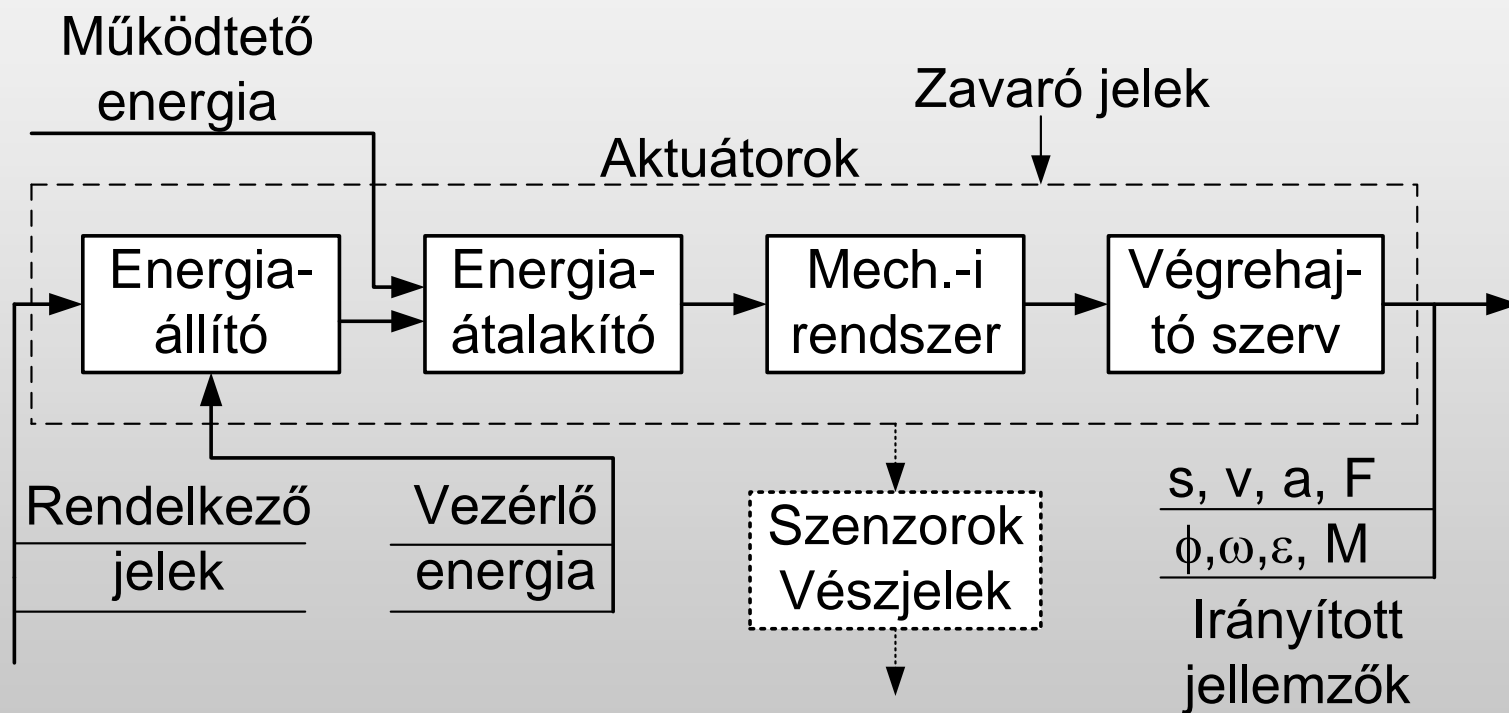 Működtető
energia
Zavaró jelek
Aktuátorok
Energia-
állító
Energia-
átalakító
Mech.-i
rendszer
Végrehaj-
tó szerv
Rendelkező
jelek
Vezérlő
energia
Szenzorok
Vészjelek
s, v, a, F
ϕ,ω,ε, M
Irányított
jellemzők